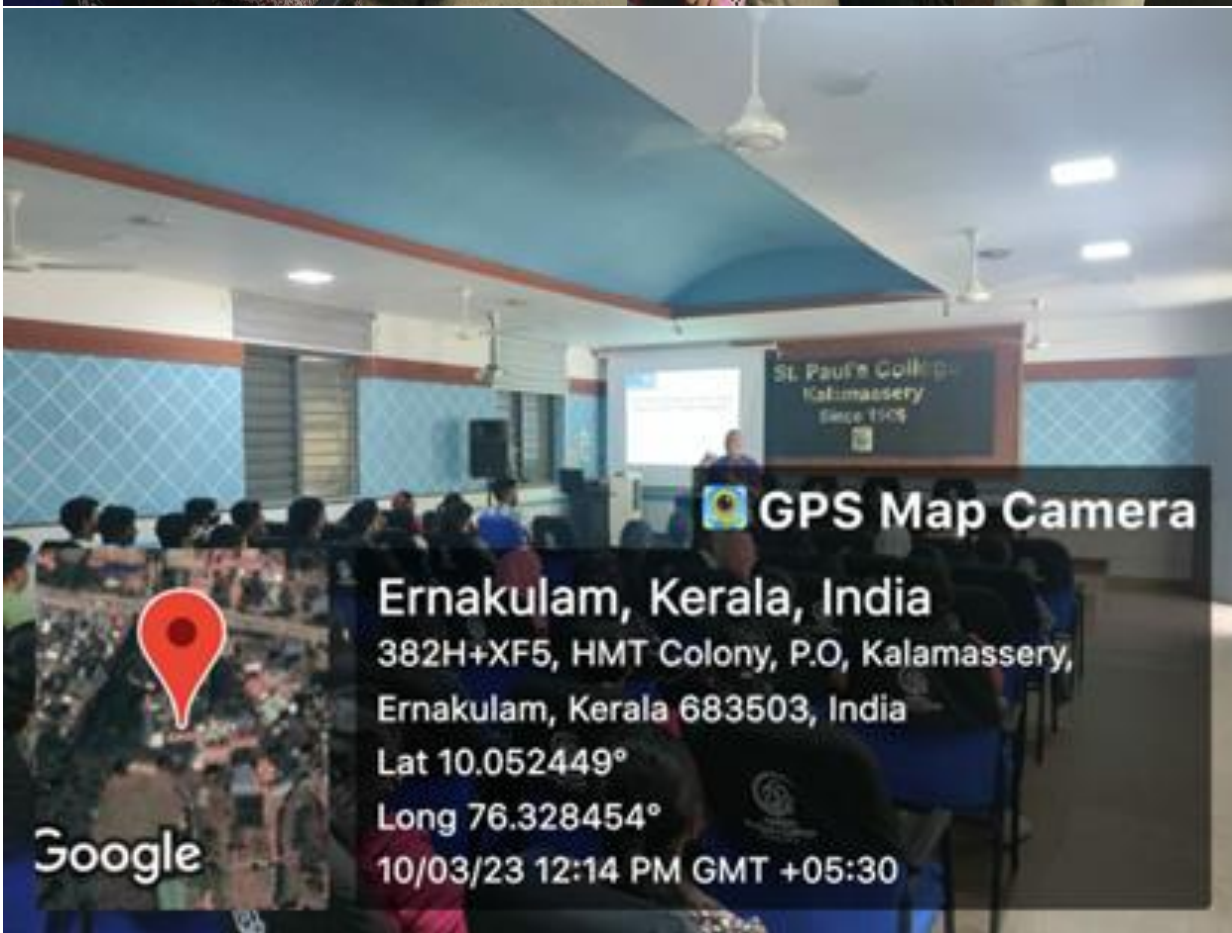 St. Paul's College
Kalamassery
Since
GPS Map Camera
Ernakulam, Kerala, India
382H+XF5, HMT Colony, P.O, Kalamassery,
Ernakulam, Kerala 683503, India
Lat 10.052449°
Long 76.328454°
10/03/23 12:14 PM GMT +05:30
Google